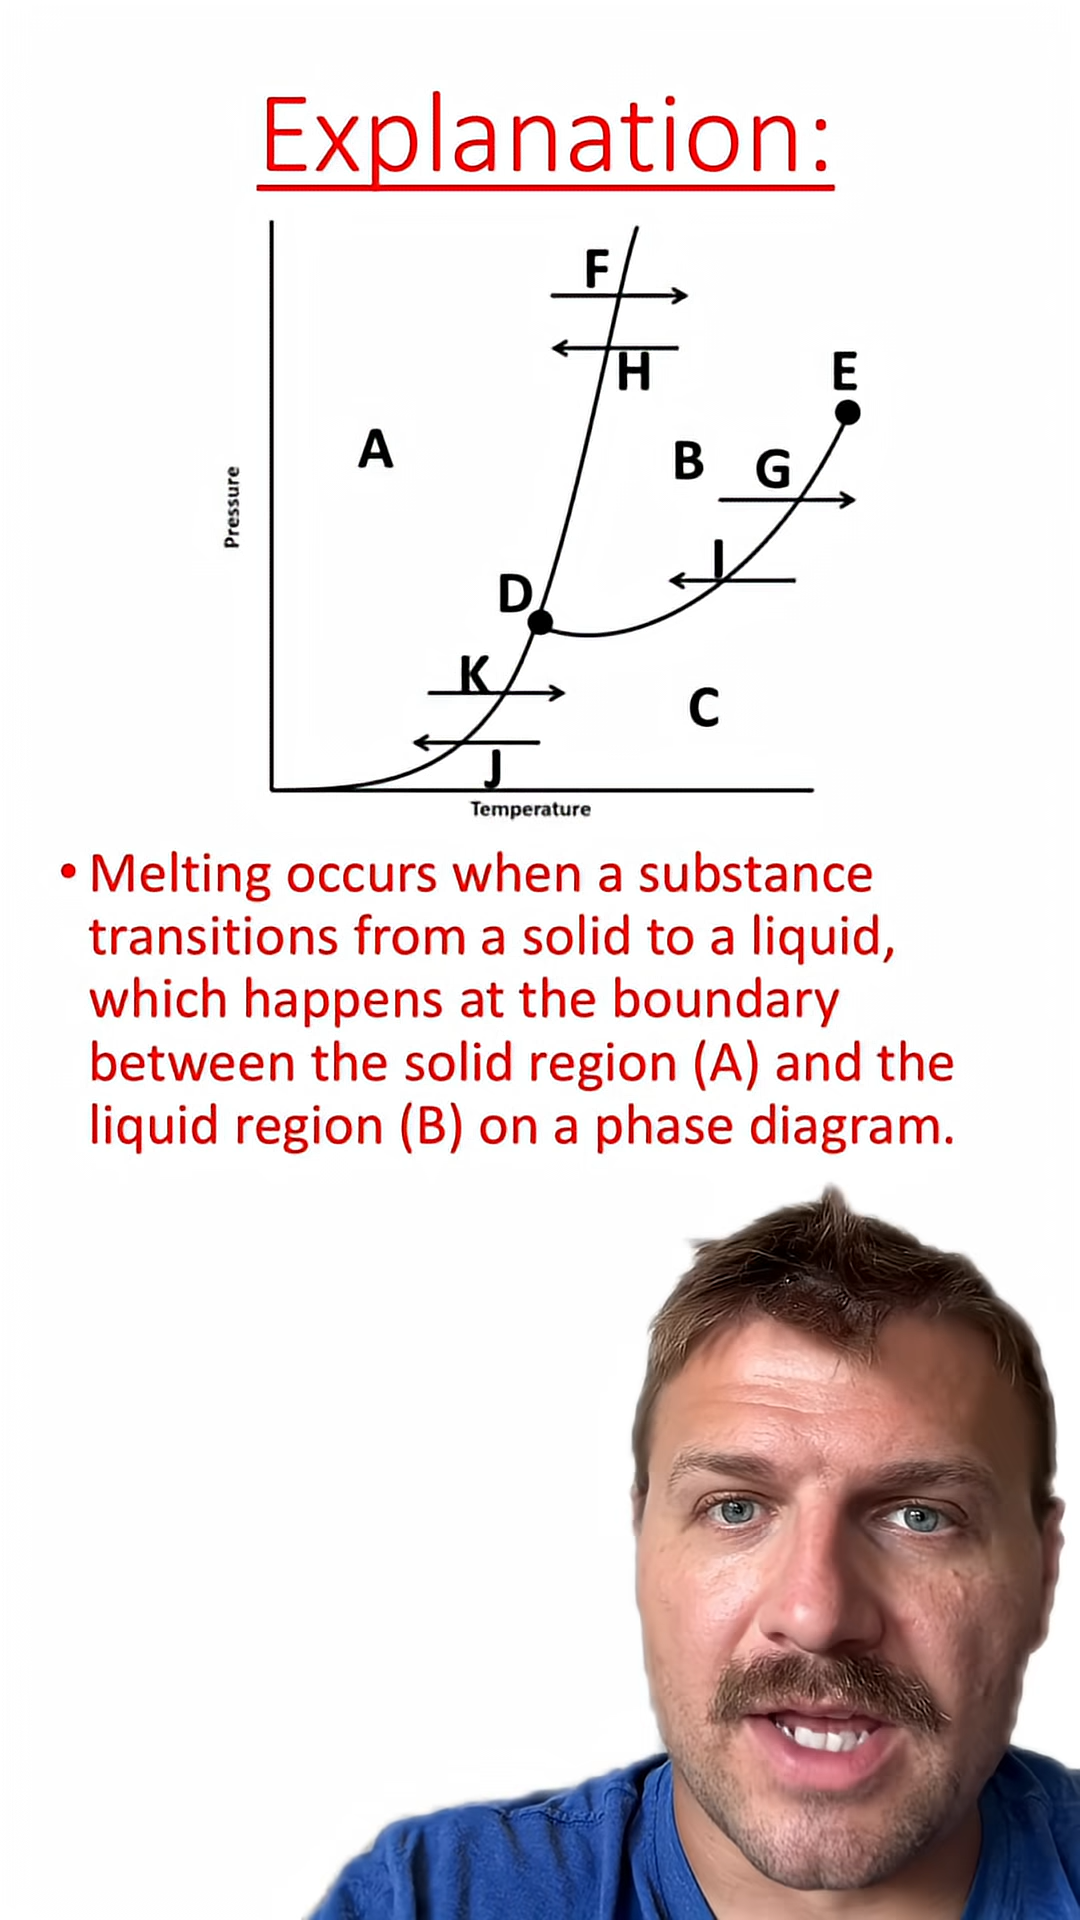 Explanation:
F
H
E
A
B
G
Pressure
I
D
K
C
J
Temperature
• Melting occurs when a substance
transitions from a solid to a liquid,
which happens at the boundary
between the solid region (A) and the
liquid region (B) on a phase diagram.